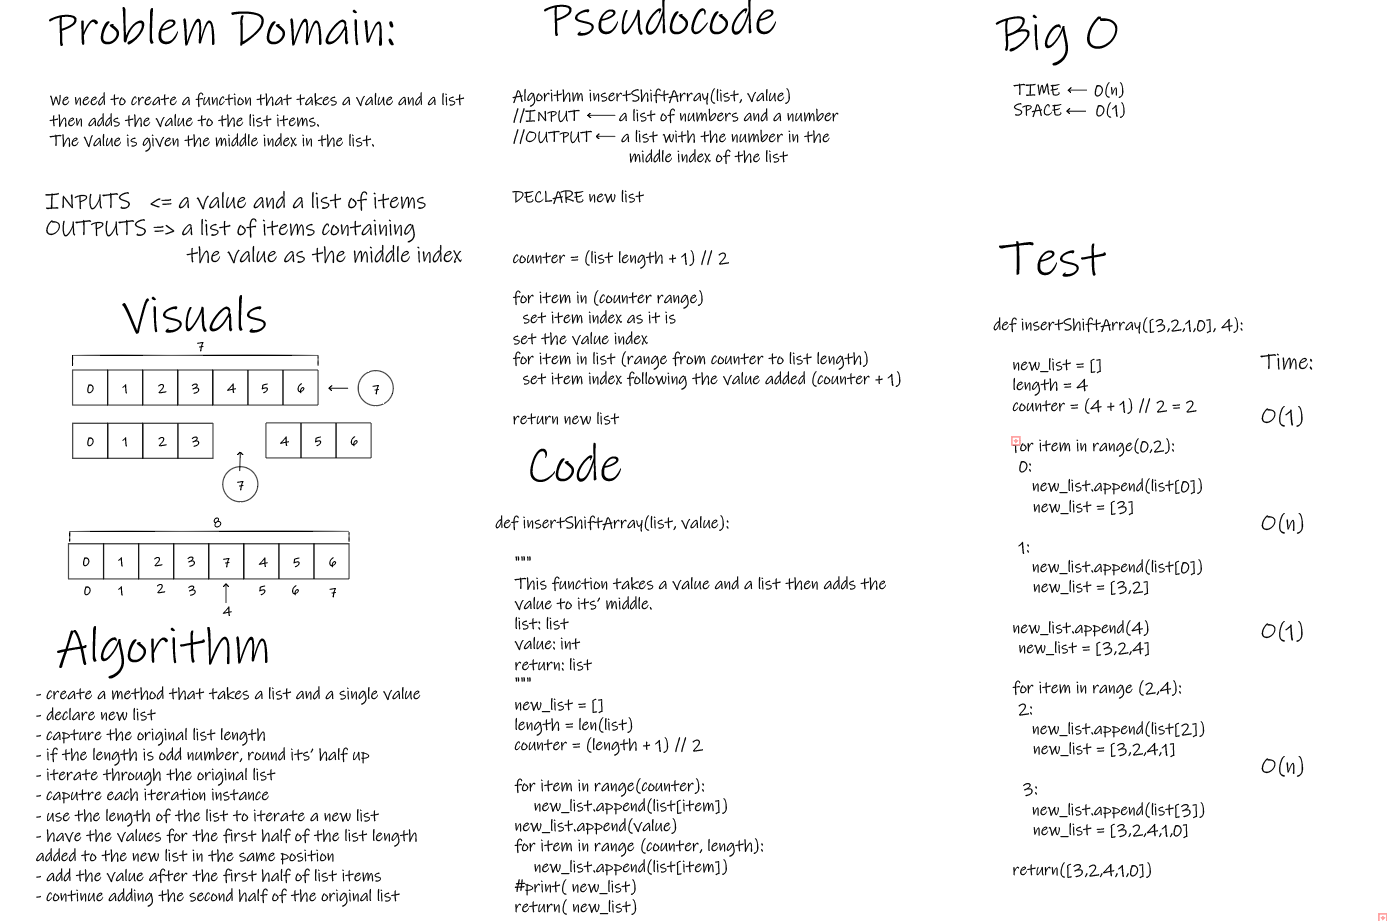 Problem Domain:
We need to create a function that takes a value and a list
then adds the value to the list items.
The Value is given the middle index in the list.
INPUTS <= a value and a list of items
OUTPUTS => a list of items containing
the value as the middle index
Visuals
7
0 1 2 3 4 5 6 ← 7
0 1 2 3 4 5 6
7
8
0 1 2 3 7 4 5 6
0 1 2 3 5 6 7
4
Algorithm
- create a method that takes a list and a single value
- declare new list
- capture the original list length
- if the length is odd number, round its' half up
- iterate through the original list
- caputre each iteration instance
- use the length of the list to iterate a new list
- have the values for the first half of the list length
added to the new list in the same position
- add the value after the first half of list items
- continue adding the second half of the original list
Pseudocode
Algorithm insertShiftArray(list, value)
//INPUT ← a list of numbers and a number
//OUTPUT ← a list with the number in the
middle index of the list
DECLARE new list
counter = (list length + 1) // 2
for item in (counter range)
set item index as it is
set the value index
for item in list (range from counter to list length)
set item index following the value added (counter + 1)
return new list
Code
def insertShiftArray(list, value):
"""
This function takes a value and a list then adds the
value to its' middle.
list: list
value: int
return: list
"""
new_list = []
length = len(list)
counter = (length + 1) // 2
for item in range(counter):
new_list.append(list[item])
new_list.append(value)
for item in range (counter, length):
new_list.append(list[item])
#print( new_list)
return( new_list)
Big O
TIME ← O(n)
SPACE ← O(1)
Test
def insertShiftArray([3,2,1,0], 4):
Time:
new_list = []
length = 4
counter = (4 + 1) // 2 = 2
O(1)
for item in range(0,2):
0:
new_list.append(list[0])
new_list = [3]
O(n)
1:
new_list.append(list[0])
new_list = [3,2]
new_list.append(4)
O(1)
new_list = [3,2,4]
for item in range (2,4):
2:
new_list.append(list[2])
new_list = [3,2,4,1]
O(n)
3:
new_list.append(list[3])
new_list = [3,2,4,1,0]
return([3,2,4,1,0])